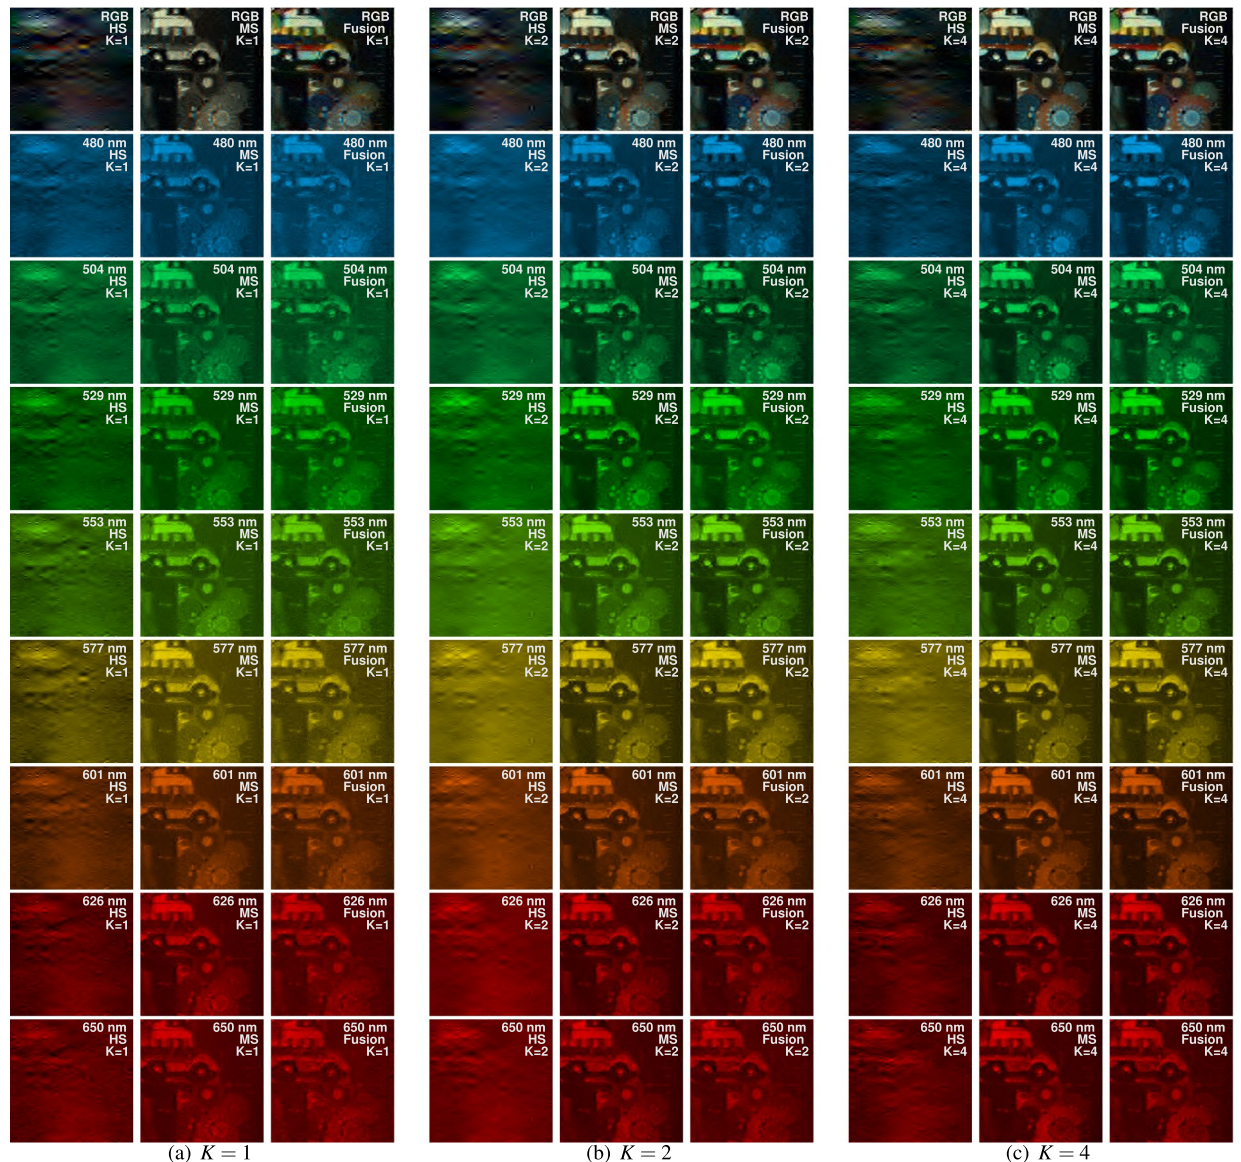 RGB
HS
K=1
RGB
MS
K=1
RGB
Fusion
K=1
RGB
HS
K=2
RGB
MS
K=2
RGB
Fusion
K=2
RGB
HS
K=4
RGB
MS
K=4
RGB
Fusion
K=4
480 nm
HS
K=1
480 nm
MS
K=1
480 nm
Fusion
K=1
480 nm
HS
K=2
480 nm
MS
K=2
480 nm
Fusion
K=2
480 nm
HS
K=4
480 nm
MS
K=4
480 nm
Fusion
K=4
504 nm
HS
K=1
504 nm
MS
K=1
504 nm
Fusion
K=1
504 nm
HS
K=2
504 nm
MS
K=2
504 nm
Fusion
K=2
504 nm
HS
K=4
504 nm
MS
K=4
504 nm
Fusion
K=4
529 nm
HS
K=1
529 nm
MS
K=1
529 nm
Fusion
K=1
529 nm
HS
K=2
529 nm
MS
K=2
529 nm
Fusion
K=2
529 nm
HS
K=4
529 nm
MS
K=4
529 nm
Fusion
K=4
553 nm
HS
K=1
553 nm
MS
K=1
553 nm
Fusion
K=1
553 nm
HS
K=2
553 nm
MS
K=2
553 nm
Fusion
K=2
553 nm
HS
K=4
553 nm
MS
K=4
553 nm
Fusion
K=4
577 nm
HS
K=1
577 nm
MS
K=1
577 nm
Fusion
K=1
577 nm
HS
K=2
577 nm
MS
K=2
577 nm
Fusion
K=2
577 nm
HS
K=4
577 nm
MS
K=4
577 nm
Fusion
K=4
601 nm
HS
K=1
601 nm
MS
K=1
601 nm
Fusion
K=1
601 nm
HS
K=2
601 nm
MS
K=2
601 nm
Fusion
K=2
601 nm
HS
K=4
601 nm
MS
K=4
601 nm
Fusion
K=4
626 nm
HS
K=1
626 nm
MS
K=1
626 nm
Fusion
K=1
626 nm
HS
K=2
626 nm
MS
K=2
626 nm
Fusion
K=2
626 nm
HS
K=4
626 nm
MS
K=4
626 nm
Fusion
K=4
650 nm
HS
K=1
650 nm
MS
K=1
650 nm
Fusion
K=1
650 nm
HS
K=2
650 nm
MS
K=2
650 nm
Fusion
K=2
650 nm
HS
K=4
650 nm
MS
K=4
650 nm
Fusion
K=4
(a) K = 1
(b) K = 2
(c) K = 4